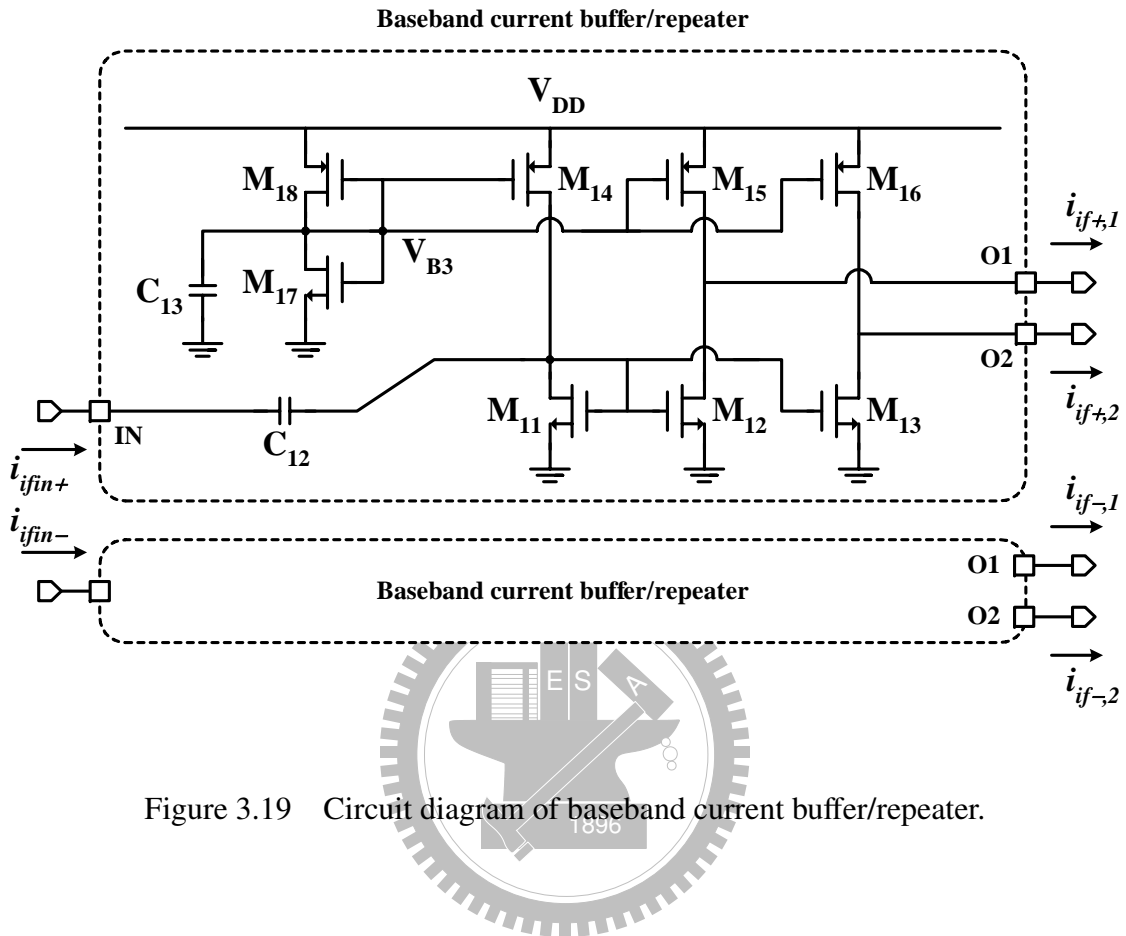 Baseband current buffer/repeater
V_DD
M_18
M_14
M_15
M_16
i_if+,1
V_B3
O1
C_13
M_17
O2
i_if+,2
M_11
M_12
M_13
IN
C_12
i_ifin+
i_ifin−
i_if−,1
O1
Baseband current buffer/repeater
O2
i_if−,2
E S A
Figure 3.19 Circuit diagram of baseband current buffer/repeater.
1896